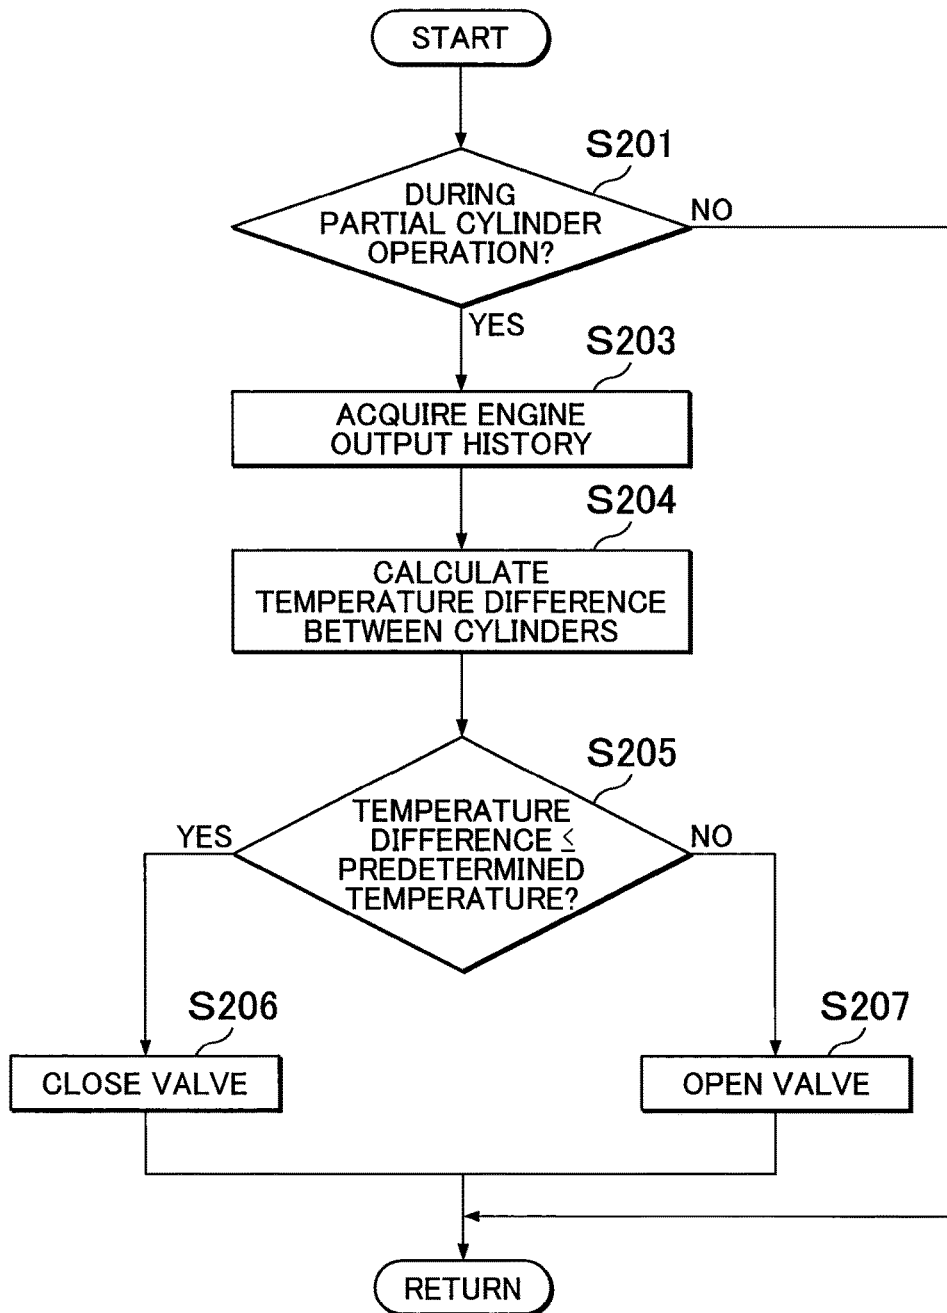 START
S201
DURING
PARTIAL CYLINDER
OPERATION?
NO
YES
S203
ACQUIRE ENGINE
OUTPUT HISTORY
S204
CALCULATE
TEMPERATURE DIFFERENCE
BETWEEN CYLINDERS
S205
TEMPERATURE
DIFFERENCE ≤
PREDETERMINED
TEMPERATURE?
YES
NO
S206
CLOSE VALVE
S207
OPEN VALVE
RETURN